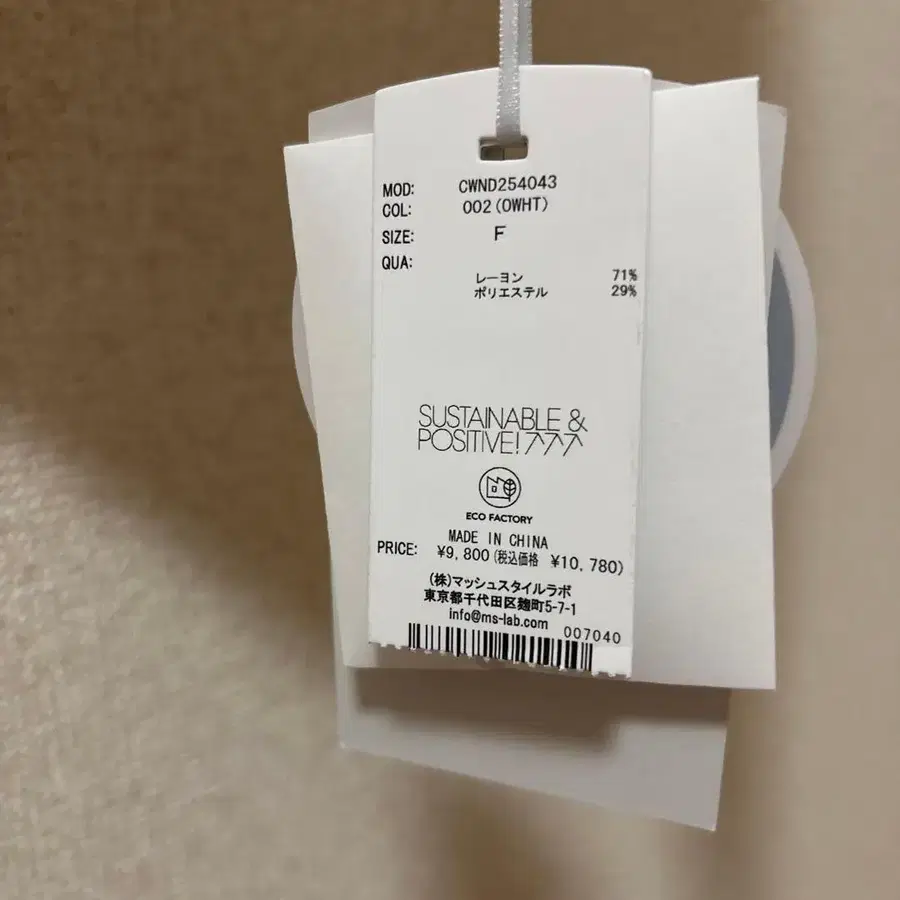 MOD: CWND254043
COL: 002(OWHT)
SIZE: F
QUA:
レーヨン 71%
ポリエステル 29%
SUSTAINABLE &
POSITIVE!
ECO FACTORY
MADE IN CHINA
PRICE: ¥9,800(税込価格 ¥10,780)
(株)マッシュスタイルラボ
東京都千代田区麹町5-7-1
info@ms-lab.com
007040